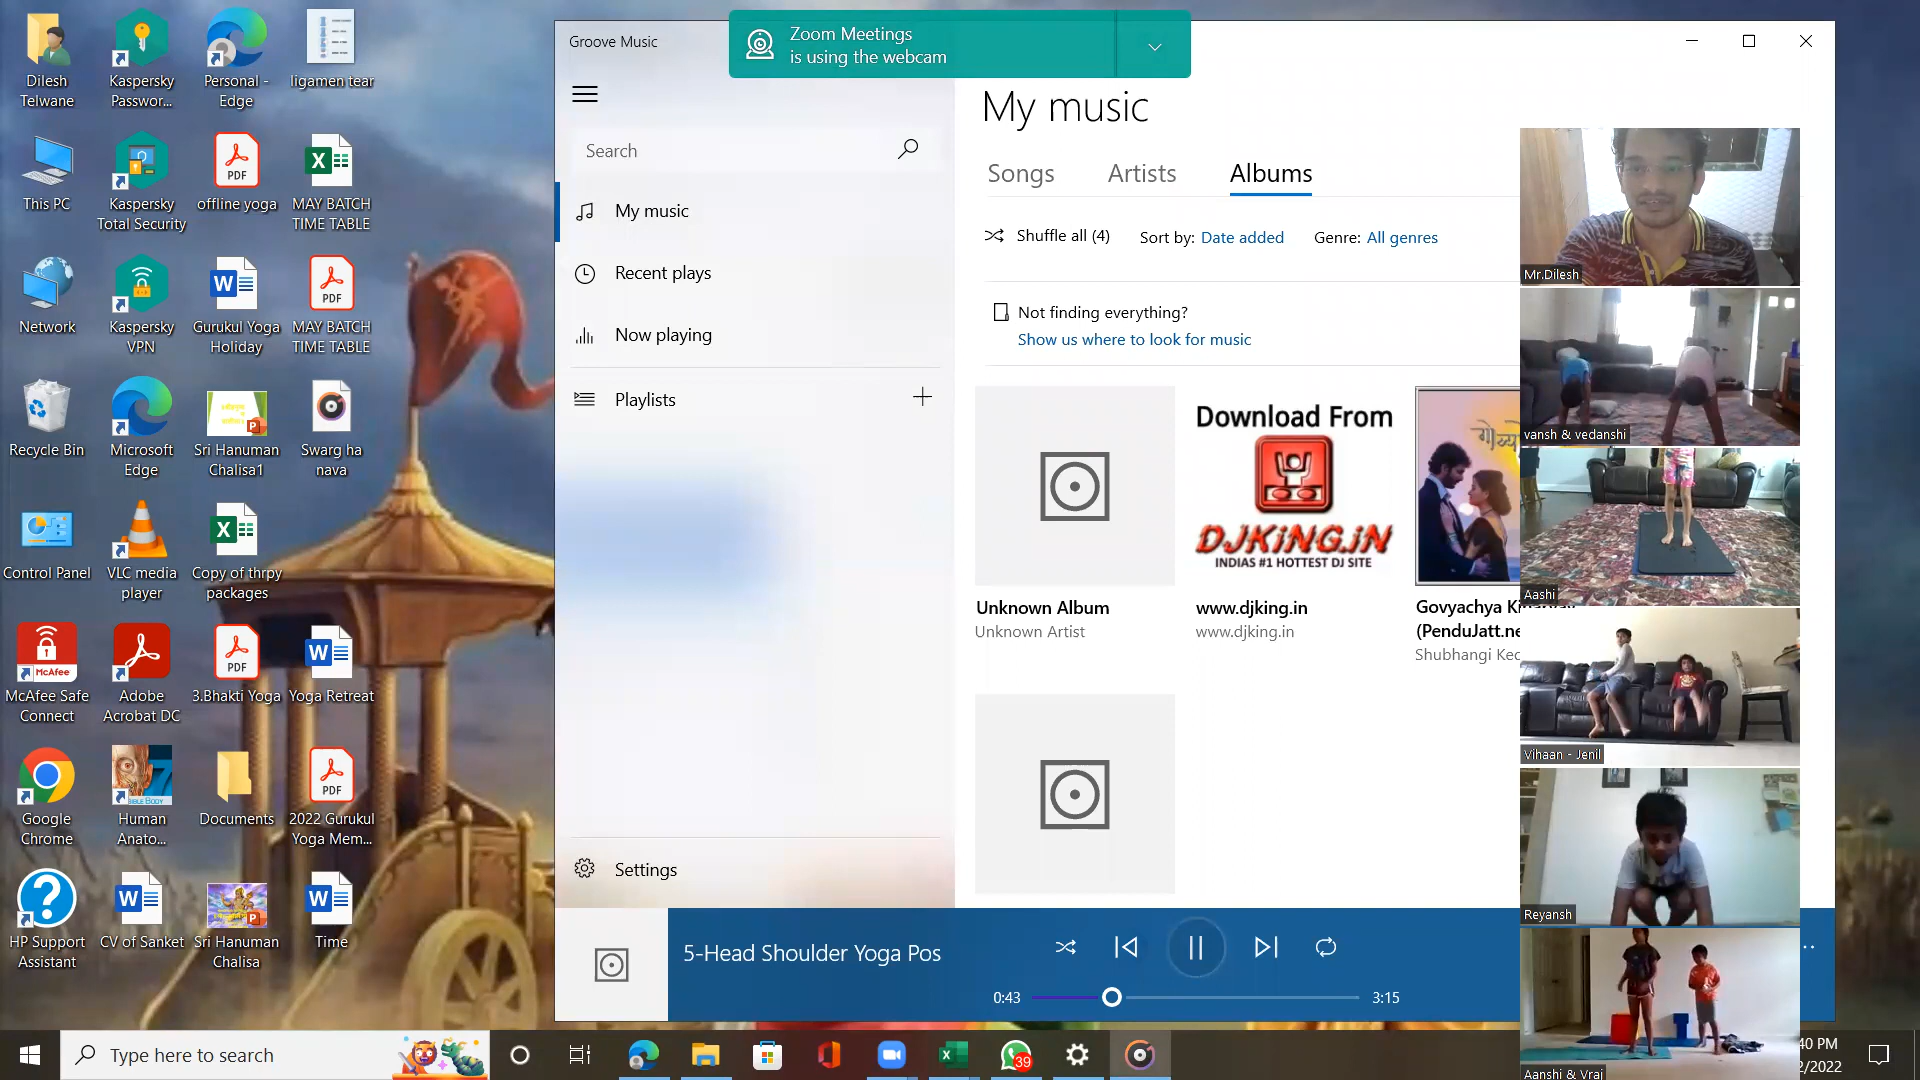 Dilesh
Telwane
Kaspersky
Passwor...
Personal -
Edge
ligamen tear
This PC
Kaspersky
Total Security
offline yoga
MAY BATCH
TIME TABLE
Network
Kaspersky
VPN
Gurukul Yoga
Holiday
MAY BATCH
TIME TABLE
Recycle Bin
Microsoft
Edge
Sri Hanuman
Chalisa1
Swarg ha
nava
Control Panel
VLC media
player
Copy of thrpy
packages
McAfee
McAfee Safe
Connect
Adobe
Acrobat DC
3.Bhakti Yoga
Yoga Retreat
Google
Chrome
Human
Anato...
Documents
2022 Gurukul
Yoga Mem...
HP Support
Assistant
CV of Sanket
Sri Hanuman
Chalisa
Time
PDF
PDF
PDF
PDF
Groove Music
Zoom Meetings
is using the webcam
Search
My music
Recent plays
Now playing
Playlists
Settings
My music
Songs
Artists
Albums
Shuffle all (4)
Sort by: Date added
Genre: All genres
Not finding everything?
Show us where to look for music
Download From
DJKING.IN
INDIAS #1 HOTTEST DJ SITE
Unknown Album
Unknown Artist
www.djking.in
www.djking.in
Govyachya
(PenduJatt.ne
Shubhangi
5-Head Shoulder Yoga Pos
0:43
3:15
Mr.Dilesh
vansh & vedanshi
Aashi
Vihaan - Jenil
Reyansh
Aanshi & Vraj
Type here to search
39
40 PM
2/2022